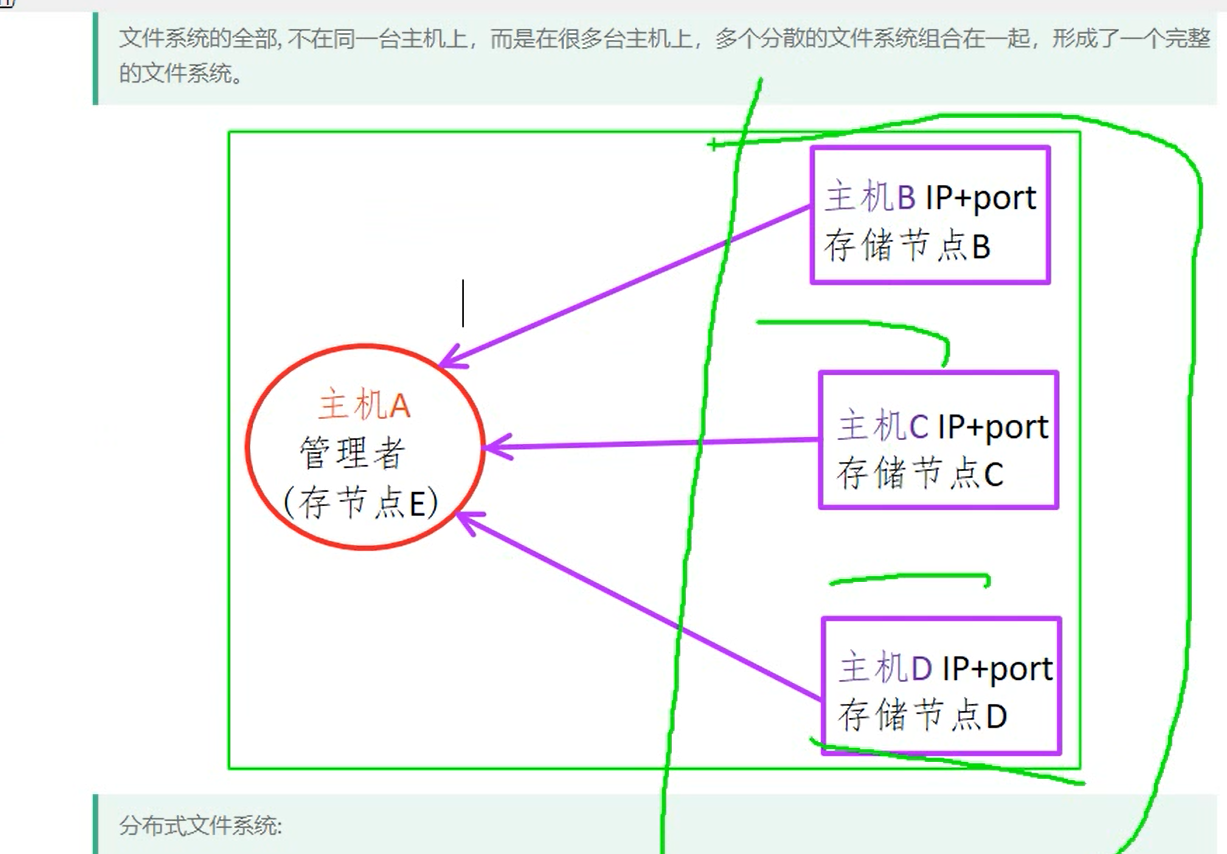 文件系统的全部, 不在同一台主机上，而是在很多台主机上，多个分散的文件系统组合在一起，形成了一个完整
的文件系统。
主机B IP+port
存储节点B
主机A
管理者
(存节点E)
主机C IP+port
存储节点C
主机D IP+port
存储节点D
分布式文件系统: